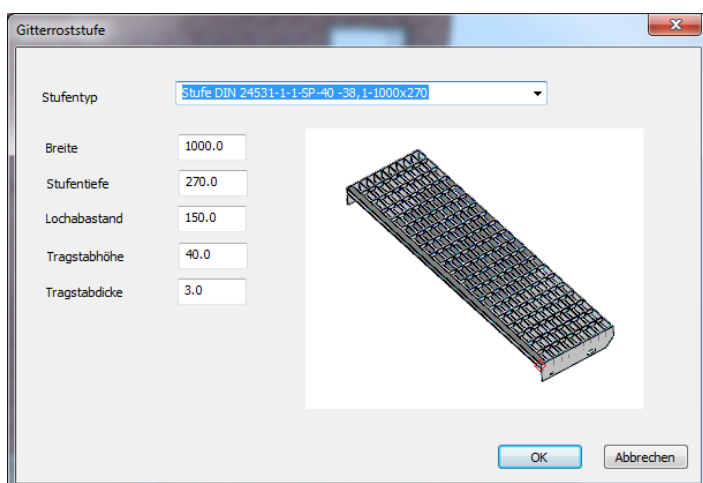 Gitterroststufe
Stufentyp
Stufe DIN 24531-1-1-SP-40 -38,1-1000x270
Breite
1000.0
Stufentiefe
270.0
Lochabastand
150.0
Tragstabhöhe
40.0
Tragstabdicke
3.0
OK
Abbrechen